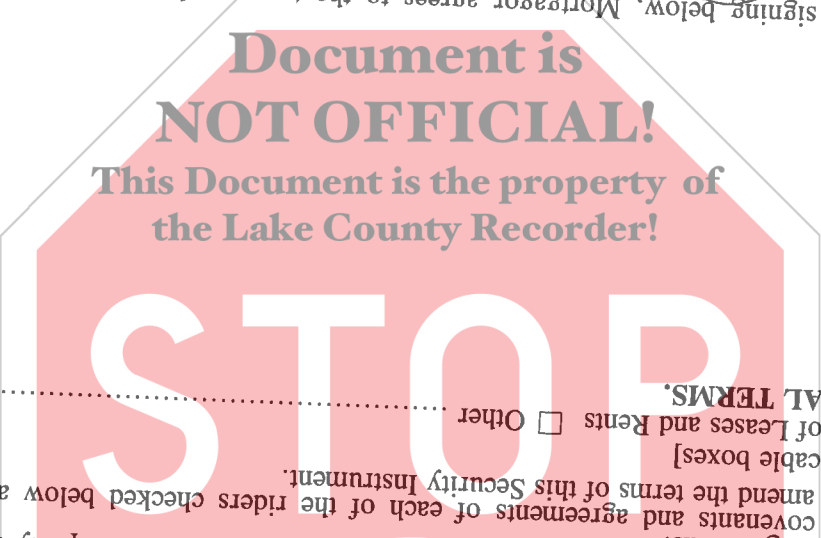 Document is
NOT OFFICIAL!
This Document is the property of
the Lake County Recorder!
STOP
covenants and agreements of each of the riders checked below
amend the terms of this Security Instrument.
cable boxes]
of Leases and Rents ☐ Other ........................................................
AL TERMS.
signing below, Mortgagor agrees to the